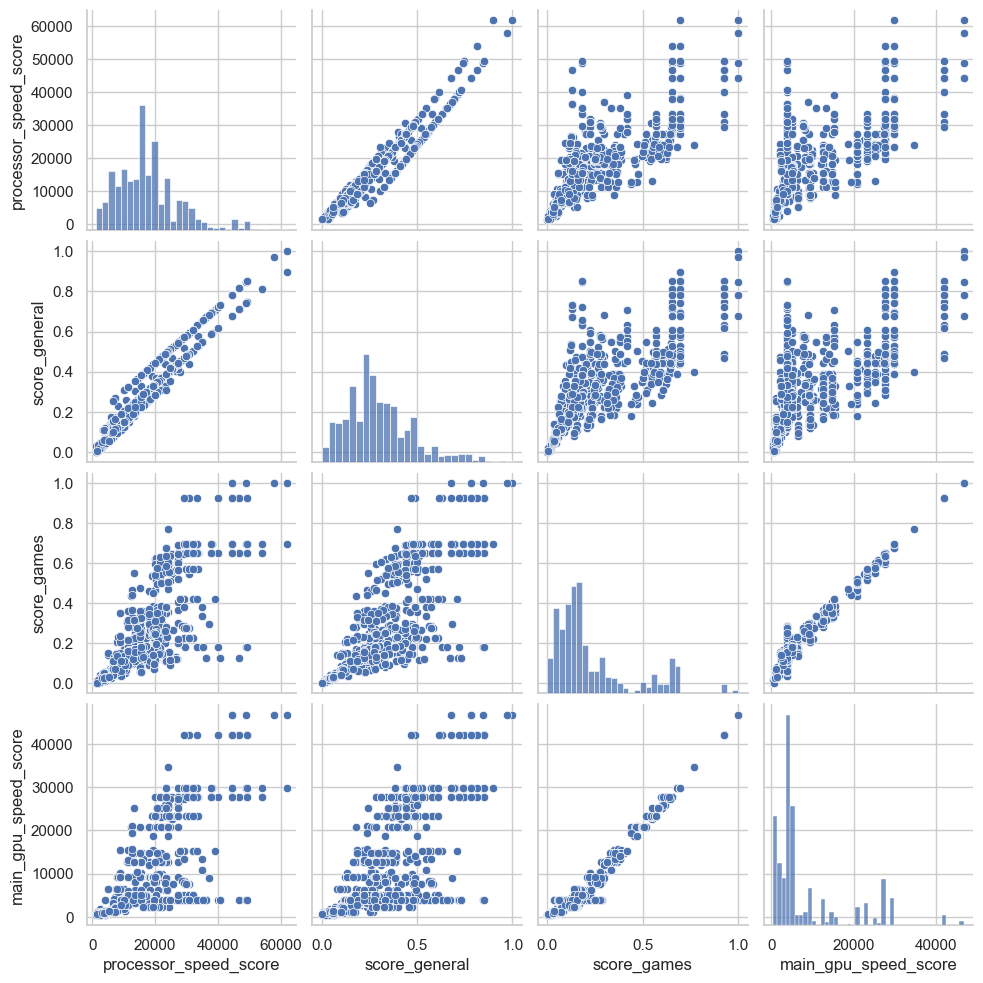 60000
50000
40000
30000
20000
10000
0
processor_speed_score
1.0
0.8
0.6
0.4
0.2
0.0
score_general
1.0
0.8
0.6
0.4
0.2
0.0
score_games
40000
30000
20000
10000
0
main_gpu_speed_score
0 20000 40000 60000
processor_speed_score
0.0 0.5 1.0
score_general
0.0 0.5 1.0
score_games
0 20000 40000
main_gpu_speed_score